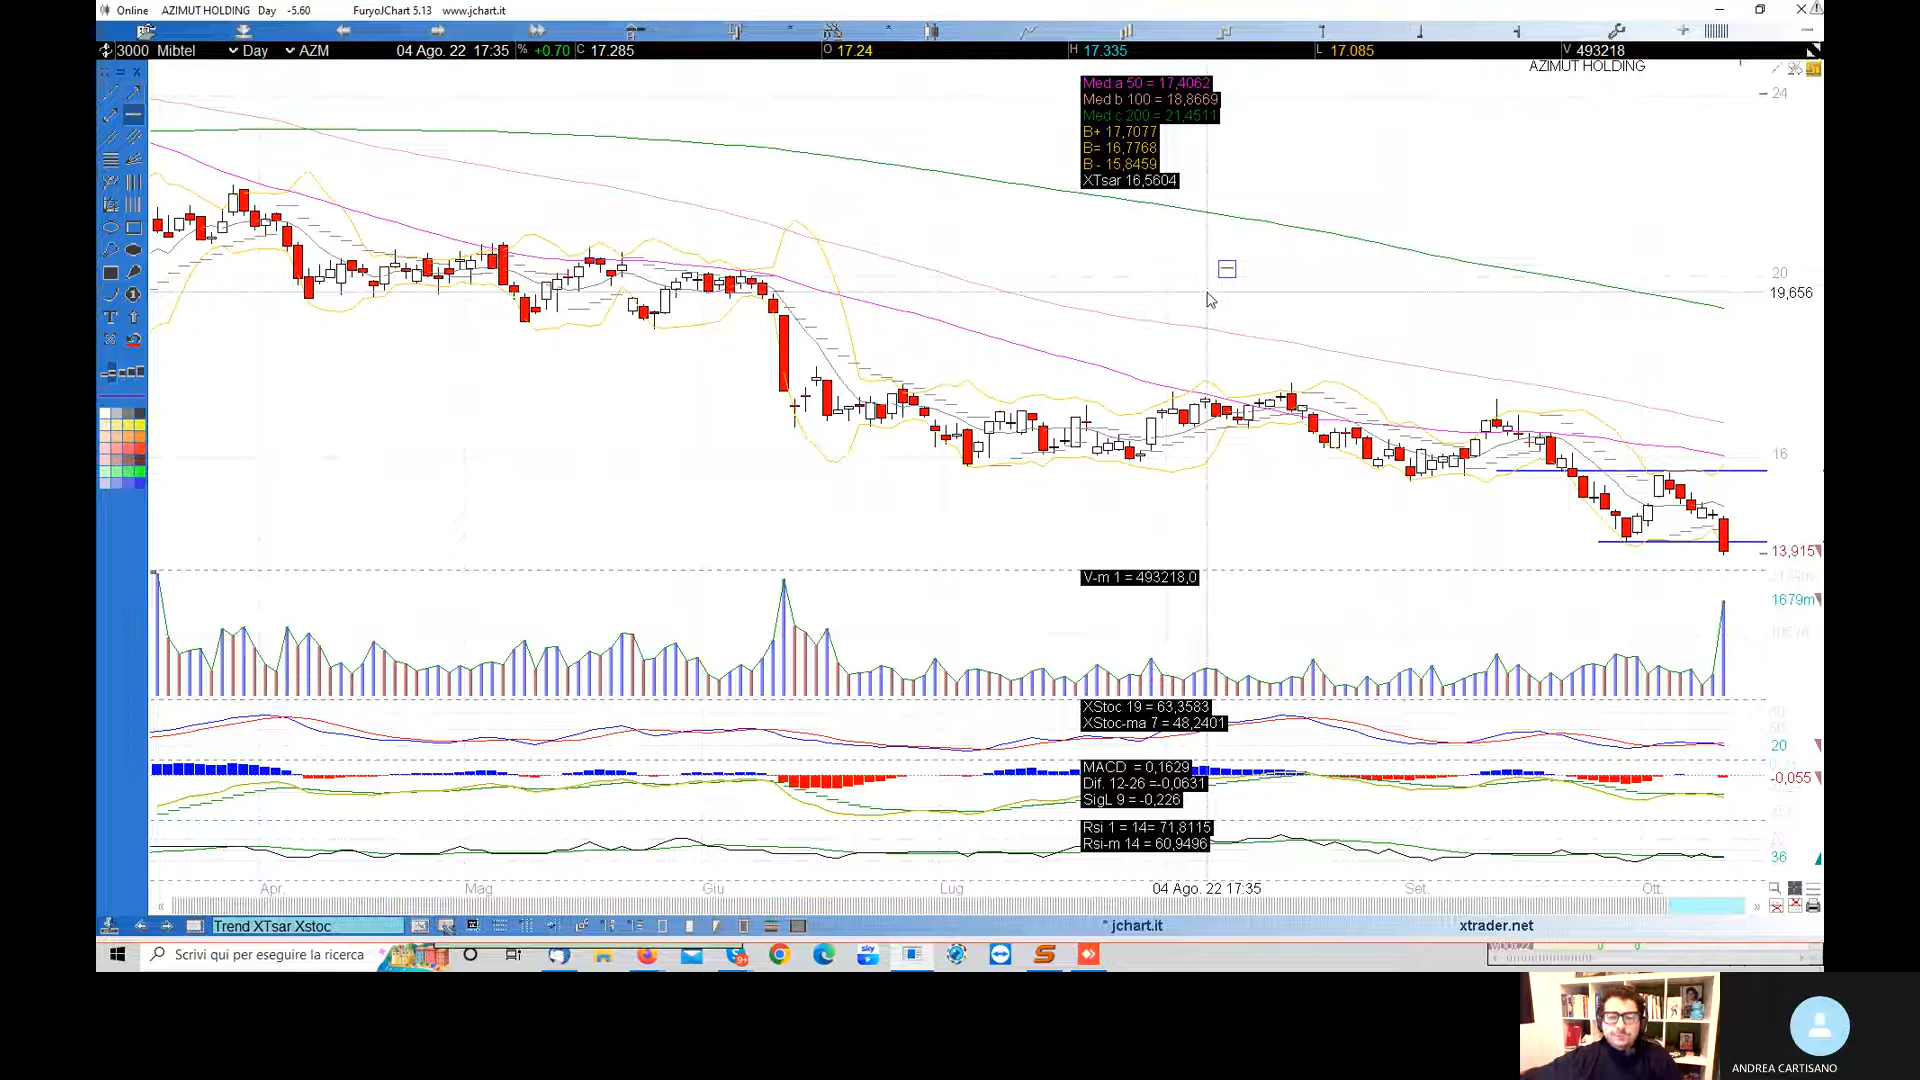 Online AZIMUT HOLDING Day -5.60 FuryoJChart 5.13 www.jchart.it
3000 Mibtel Day AZM 04 Ago. 22 17:35 % +0.70 C 17.285 O 17.24 H 17.335 L 17.085 V 493218
AZIMUT HOLDING
Med a 50 = 17,4062
Med b 100 = 18,8669
Med c 200 = 21,4511
B+ 17,7077
B= 16,7768
B - 15,8459
XTsar 16,5604
24
20
19,656
16
13,915
V-m 1 = 493218,0
1679m
XStoc 19 = 63,3583
XStoc-ma 7 = 48,2401
20
MACD = 0,1629
Dif. 12-26 =-0,0631
SigL 9 = -0,226
-0,055
Rsi 1 = 14= 71,8115
Rsi-m 14 = 60,9496
36
Apr. Mag Giu Lug 04 Ago. 22 17:35 Set. Ott.
Trend XTsar Xstoc * jchart.it xtrader.net
Scrivi qui per eseguire la ricerca
ANDREA CARTISANO